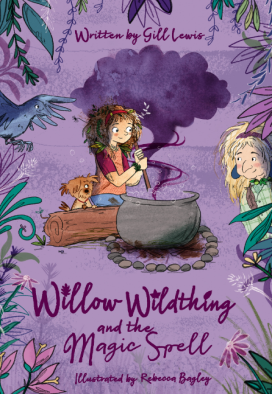 Written by Gill Lewis
Willow Wildthing
and the
Magic Spell
Illustrated by Rebecca Bagley